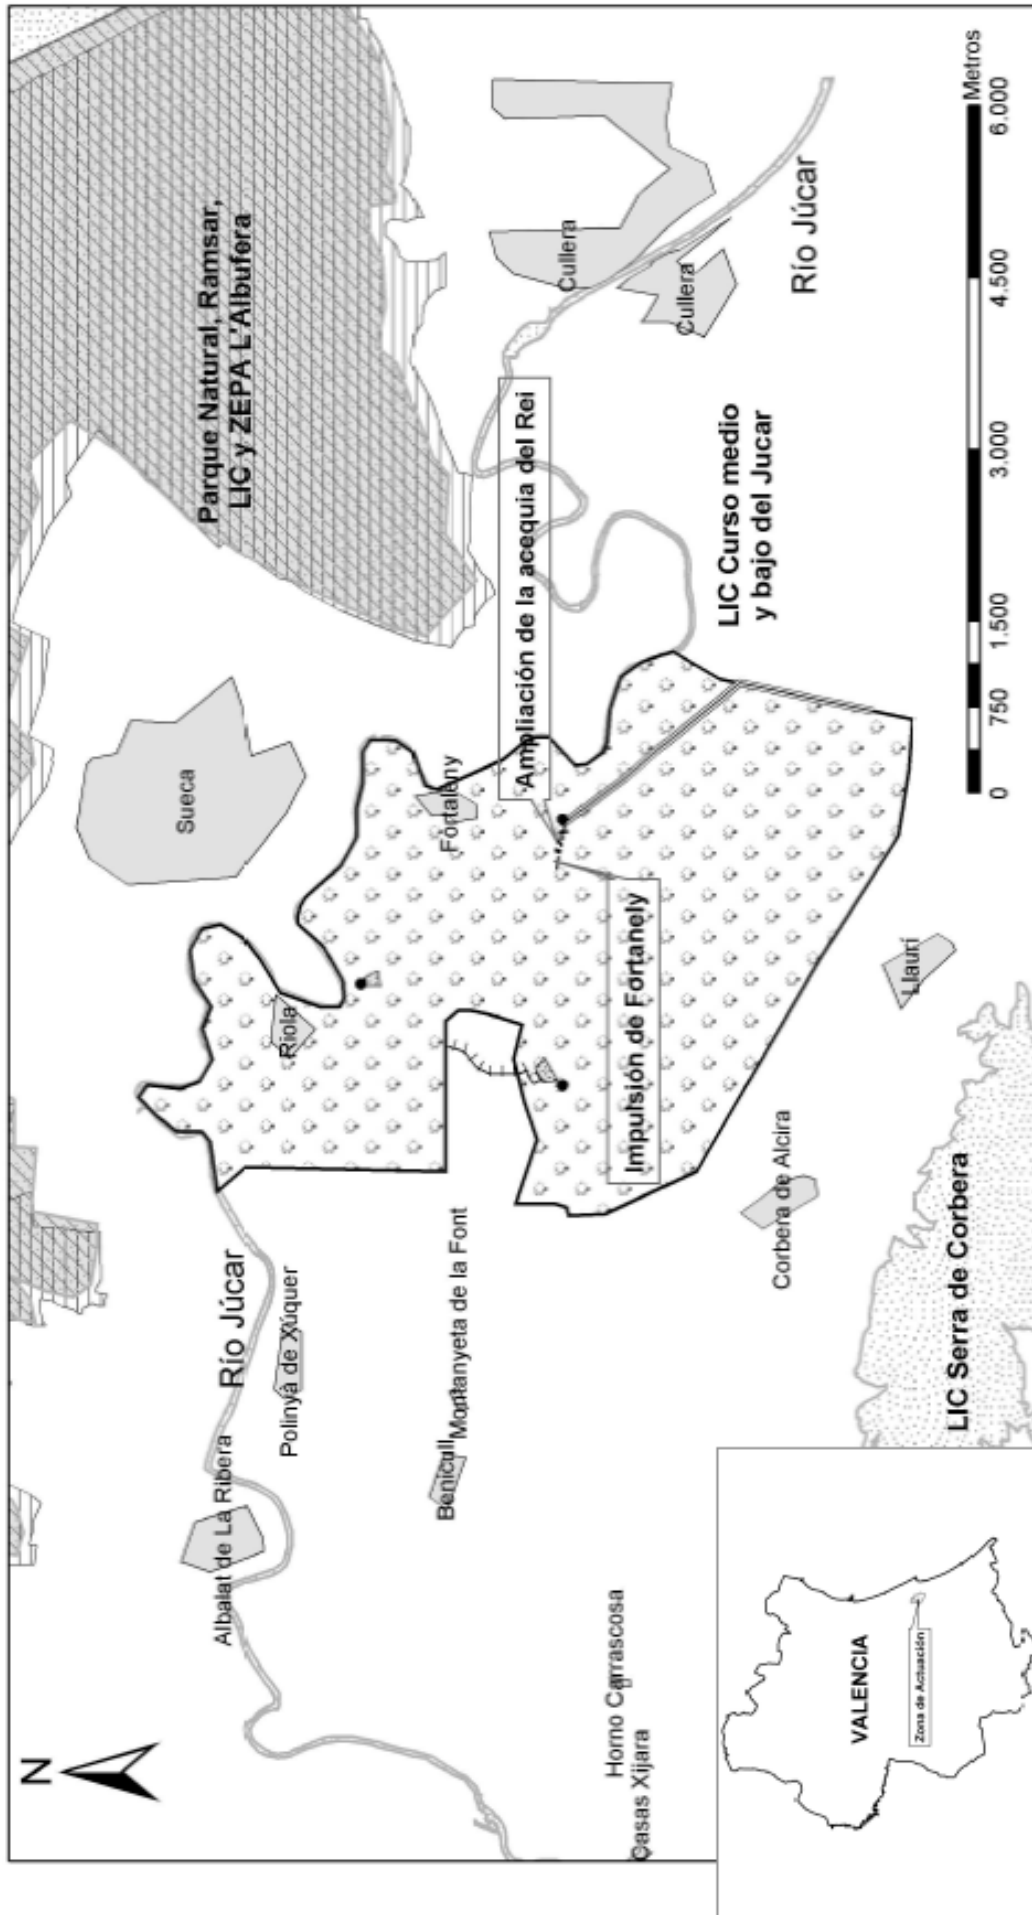 N
Parque Natural, Ramsar,
LIC y ZEPA L'Albufera
Sueca
Albalat de La Ribera
Río Júcar
Polinyà de Xúquer
Riola
Fortaleny
Benicull
Montanyeta de la Font
Ampliación de la acequia del Rei
Cullera
Cullera
Impulsión de Fortanely
Horno Carrascosa
Casas Xijara
LIC Curso medio
y bajo del Jucar
Río Júcar
Corbera de Alcira
Llaurí
LIC Serra de Corbera
VALENCIA
Zona de Actuación
0 750 1.500 3.000 4.500 6.000
Metros